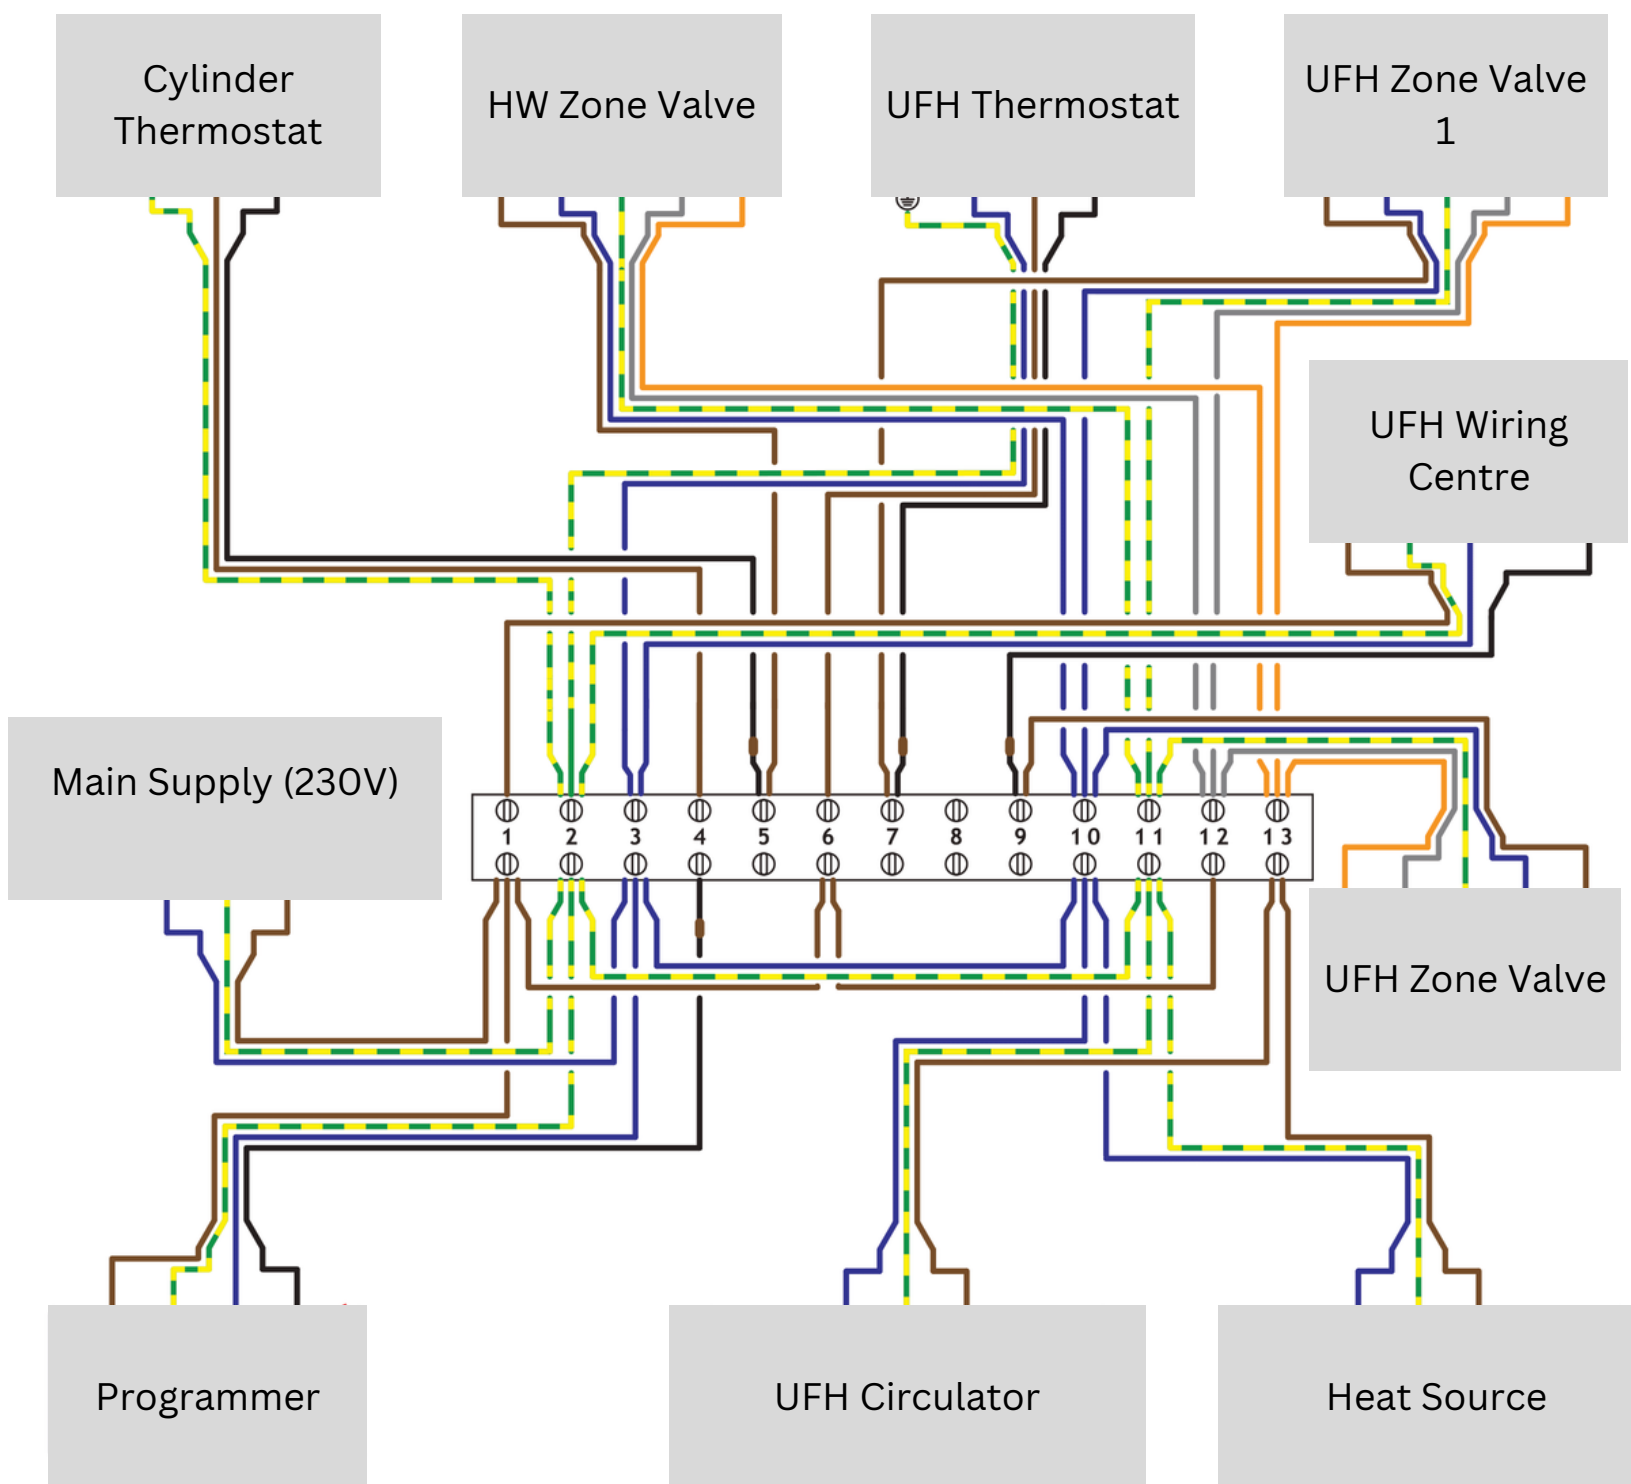 Cylinder
Thermostat
HW Zone Valve
UFH Thermostat
UFH Zone Valve
1
UFH Wiring
Centre
Main Supply (230V)
1 2 3 4 5 6 7 8 9 10 11 12 13
UFH Zone Valve
Programmer
UFH Circulator
Heat Source